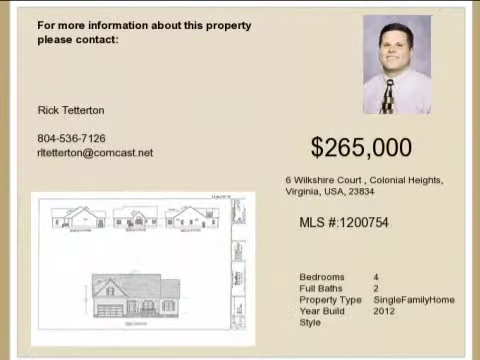 For more information about this property
please contact:
Rick Tetterton
804-536-7126
rltetterton@comcast.net
$265,000
6 Wilkshire Court , Colonial Heights,
Virginia, USA, 23834
MLS #:1200754
Bedrooms 4
Full Baths 2
Property Type SingleFamilyHome
Year Build 2012
Style